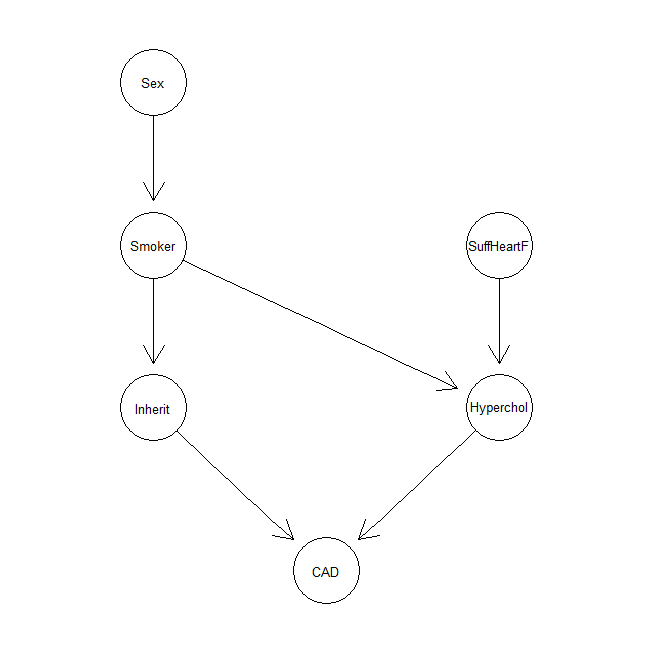 Sex
Smoker
SuffHeartF
Inherit
Hyperchol
CAD